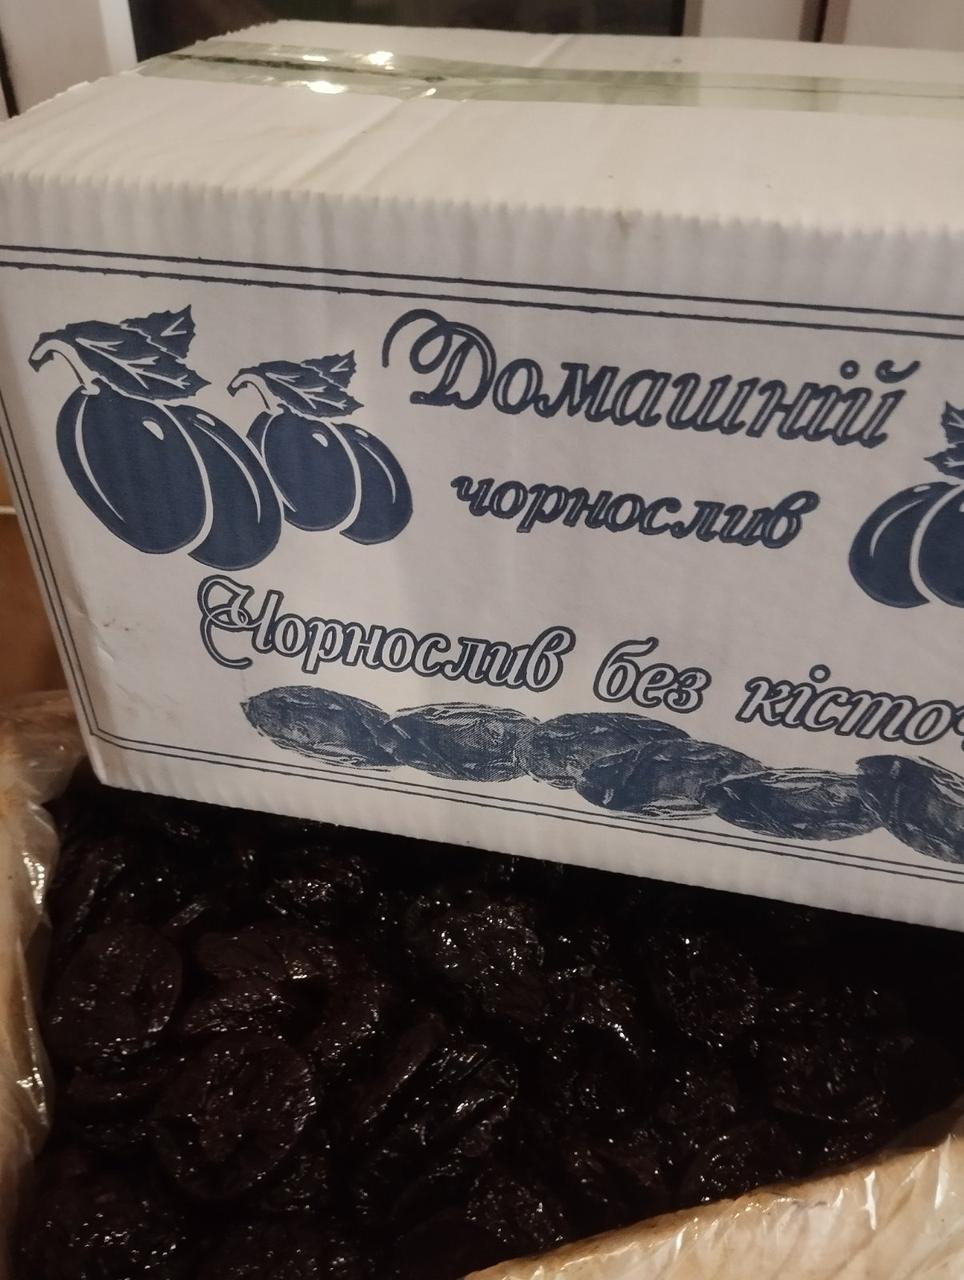 Домашній
чорнослив
Чорнослив без